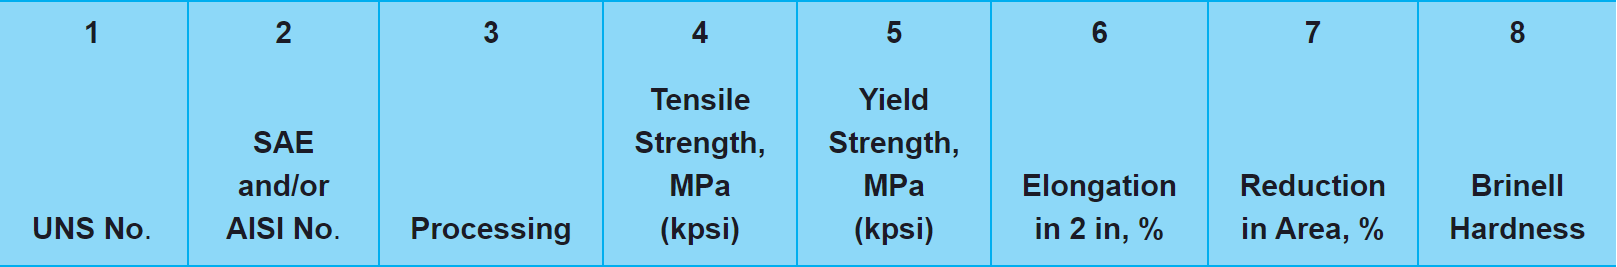 1
UNS No.
2
SAE
and/or
AISI No.
3
Processing
4
Tensile
Strength,
MPa
(kpsi)
5
Yield
Strength,
MPa
(kpsi)
6
Elongation
in 2 in, %
7
Reduction
in Area, %
8
Brinell
Hardness